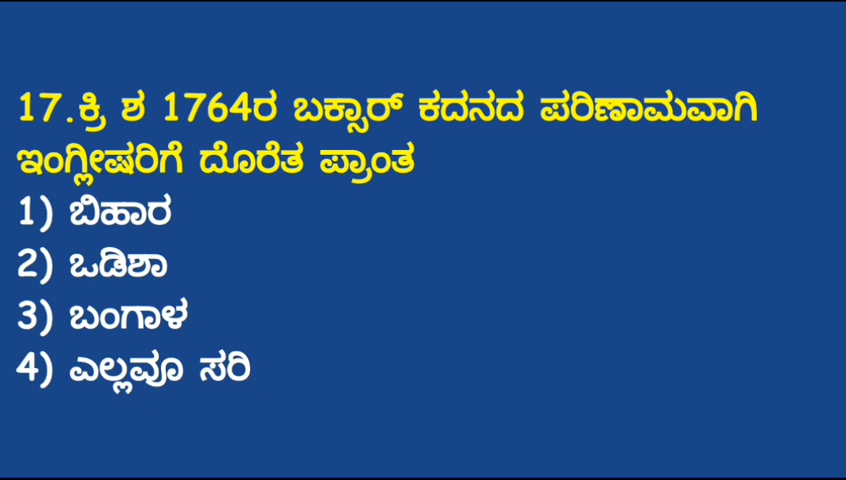 17.ಕ್ರಿ ಶ 1764ರ ಬಕ್ಸಾರ್ ಕದನದ ಪರಿಣಾಮವಾಗಿ
ಇಂಗ್ಲೀಷರಿಗೆ ದೊರೆತ ಪ್ರಾಂತ
1) ಬಿಹಾರ
2) ಒಡಿಶಾ
3) ಬಂಗಾಳ
4) ಎಲ್ಲವೂ ಸರಿ